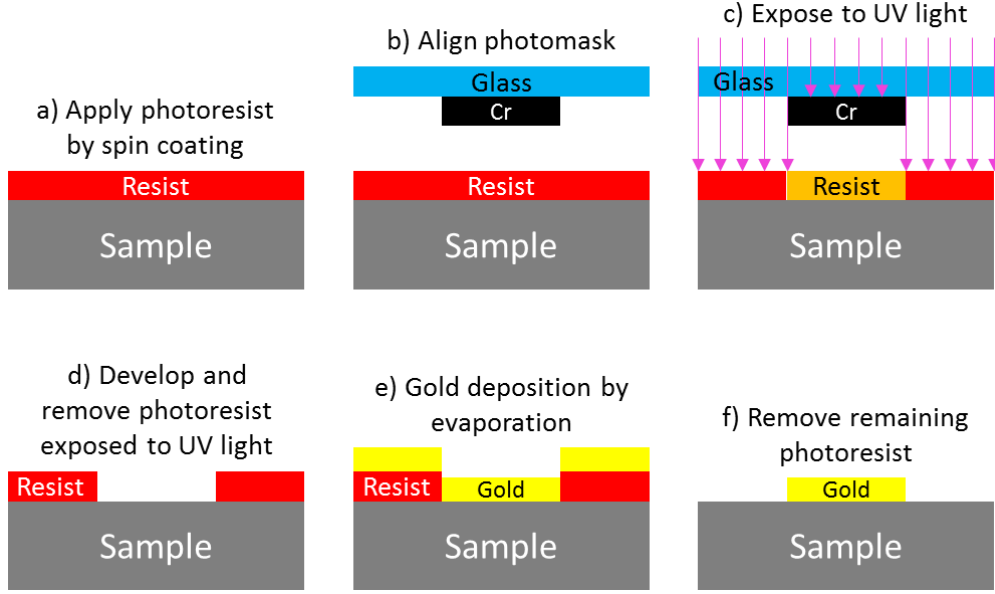 a) Apply photoresist
by spin coating
Resist
Sample
b) Align photomask
Glass
Cr
Resist
Sample
c) Expose to UV light
Glass
Cr
Resist
Sample
d) Develop and
remove photoresist
exposed to UV light
Resist
Sample
e) Gold deposition by
evaporation
Resist
Gold
Sample
f) Remove remaining
photoresist
Gold
Sample